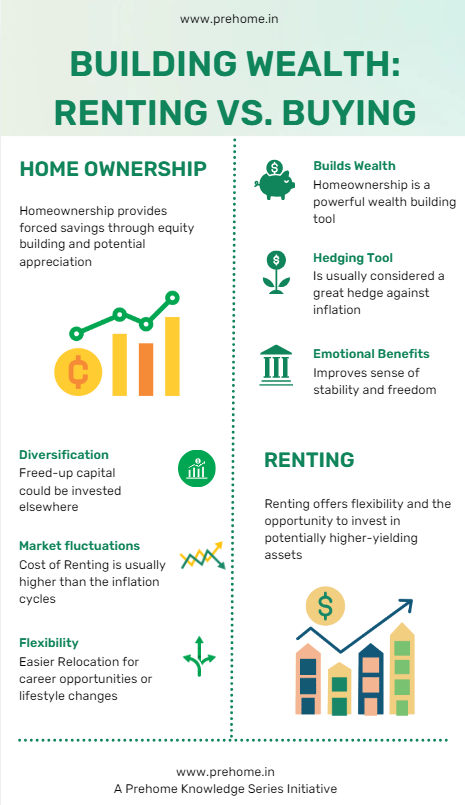 www.prehome.in
BUILDING WEALTH:
RENTING VS. BUYING
HOME OWNERSHIP
Homeownership provides
forced savings through equity
building and potential
appreciation
Builds Wealth
Homeownership is a
powerful wealth building
tool
Hedging Tool
Is usually considered a
great hedge against
inflation
Emotional Benefits
Improves sense of
stability and freedom
RENTING
Renting offers flexibility and the
opportunity to invest in
potentially higher-yielding
assets
Diversification
Freed-up capital
could be invested
elsewhere
Market fluctuations
Cost of Renting is usually
higher than the inflation
cycles
Flexibility
Easier Relocation for
career opportunities or
lifestyle changes
www.prehome.in
A Prehome Knowledge Series Initiative